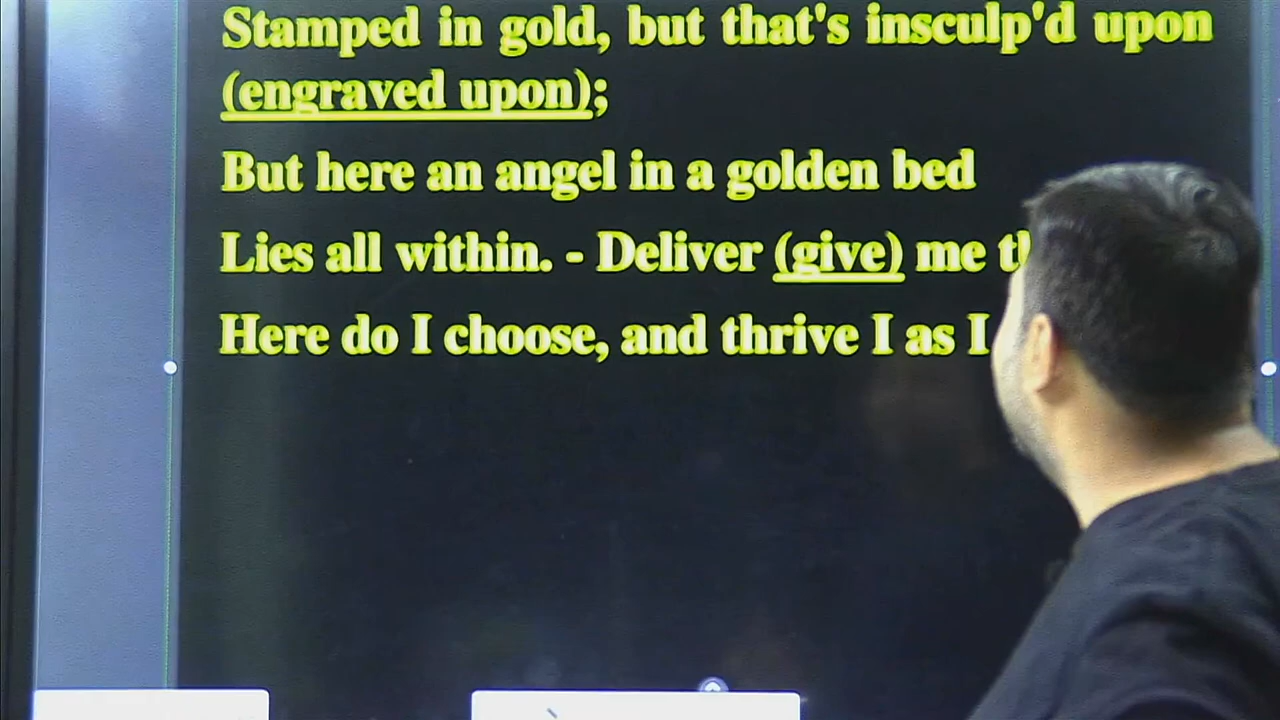 Stamped in gold, but that's insculp'd upon
(engraved upon);
But here an angel in a golden bed
Lies all within. - Deliver (give) me
Here do I choose, and thrive I as I